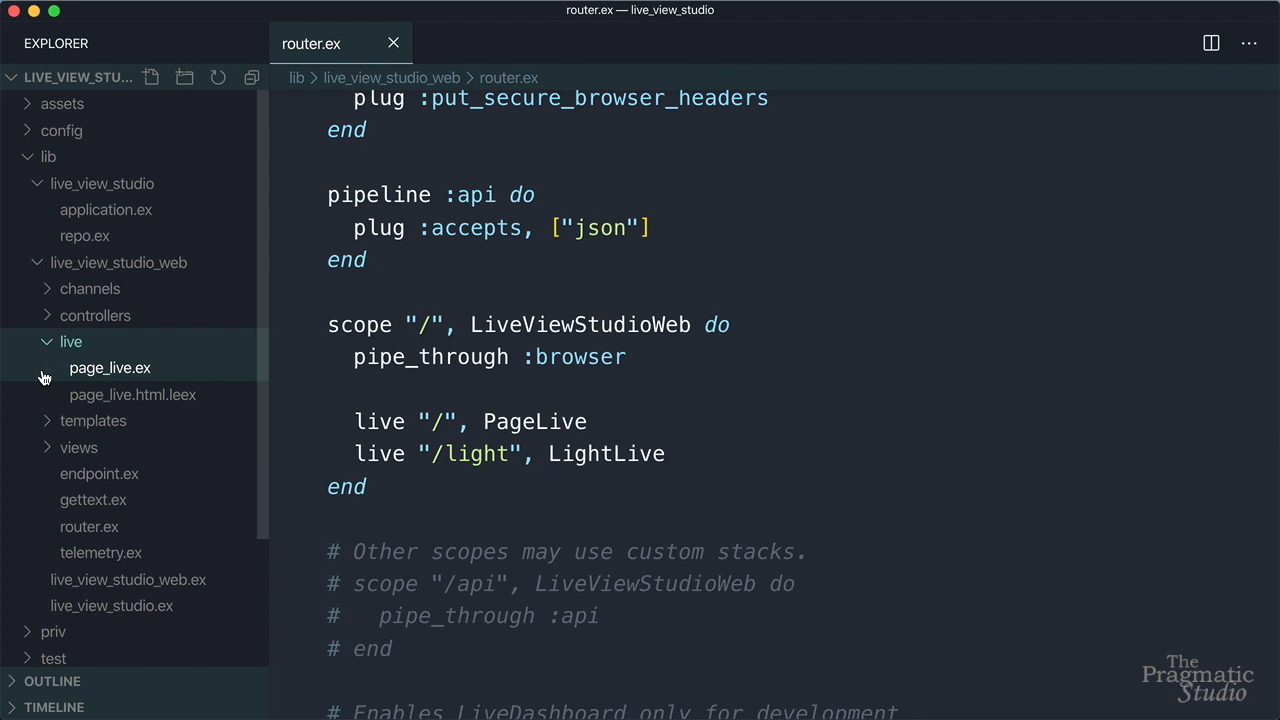 router.ex — live_view_studio
EXPLORER
router.ex
LIVE_VIEW_STU...
lib > live_view_studio_web > router.ex
assets
config
lib
live_view_studio
application.ex
repo.ex
live_view_studio_web
channels
controllers
live
page_live.ex
page_live.html.leex
templates
views
endpoint.ex
gettext.ex
router.ex
telemetry.ex
live_view_studio_web.ex
live_view_studio.ex
priv
test
OUTLINE
TIMELINE
plug :put_secure_browser_headers
end
pipeline :api do
plug :accepts, ["json"]
end
scope "/", LiveViewStudioWeb do
pipe_through :browser
live "/", PageLive
live "/light", LightLive
end
# Other scopes may use custom stacks.
# scope "/api", LiveViewStudioWeb do
#   pipe_through :api
# end
# Enables LiveDashboard only for development
The
Pragmatic
Studio